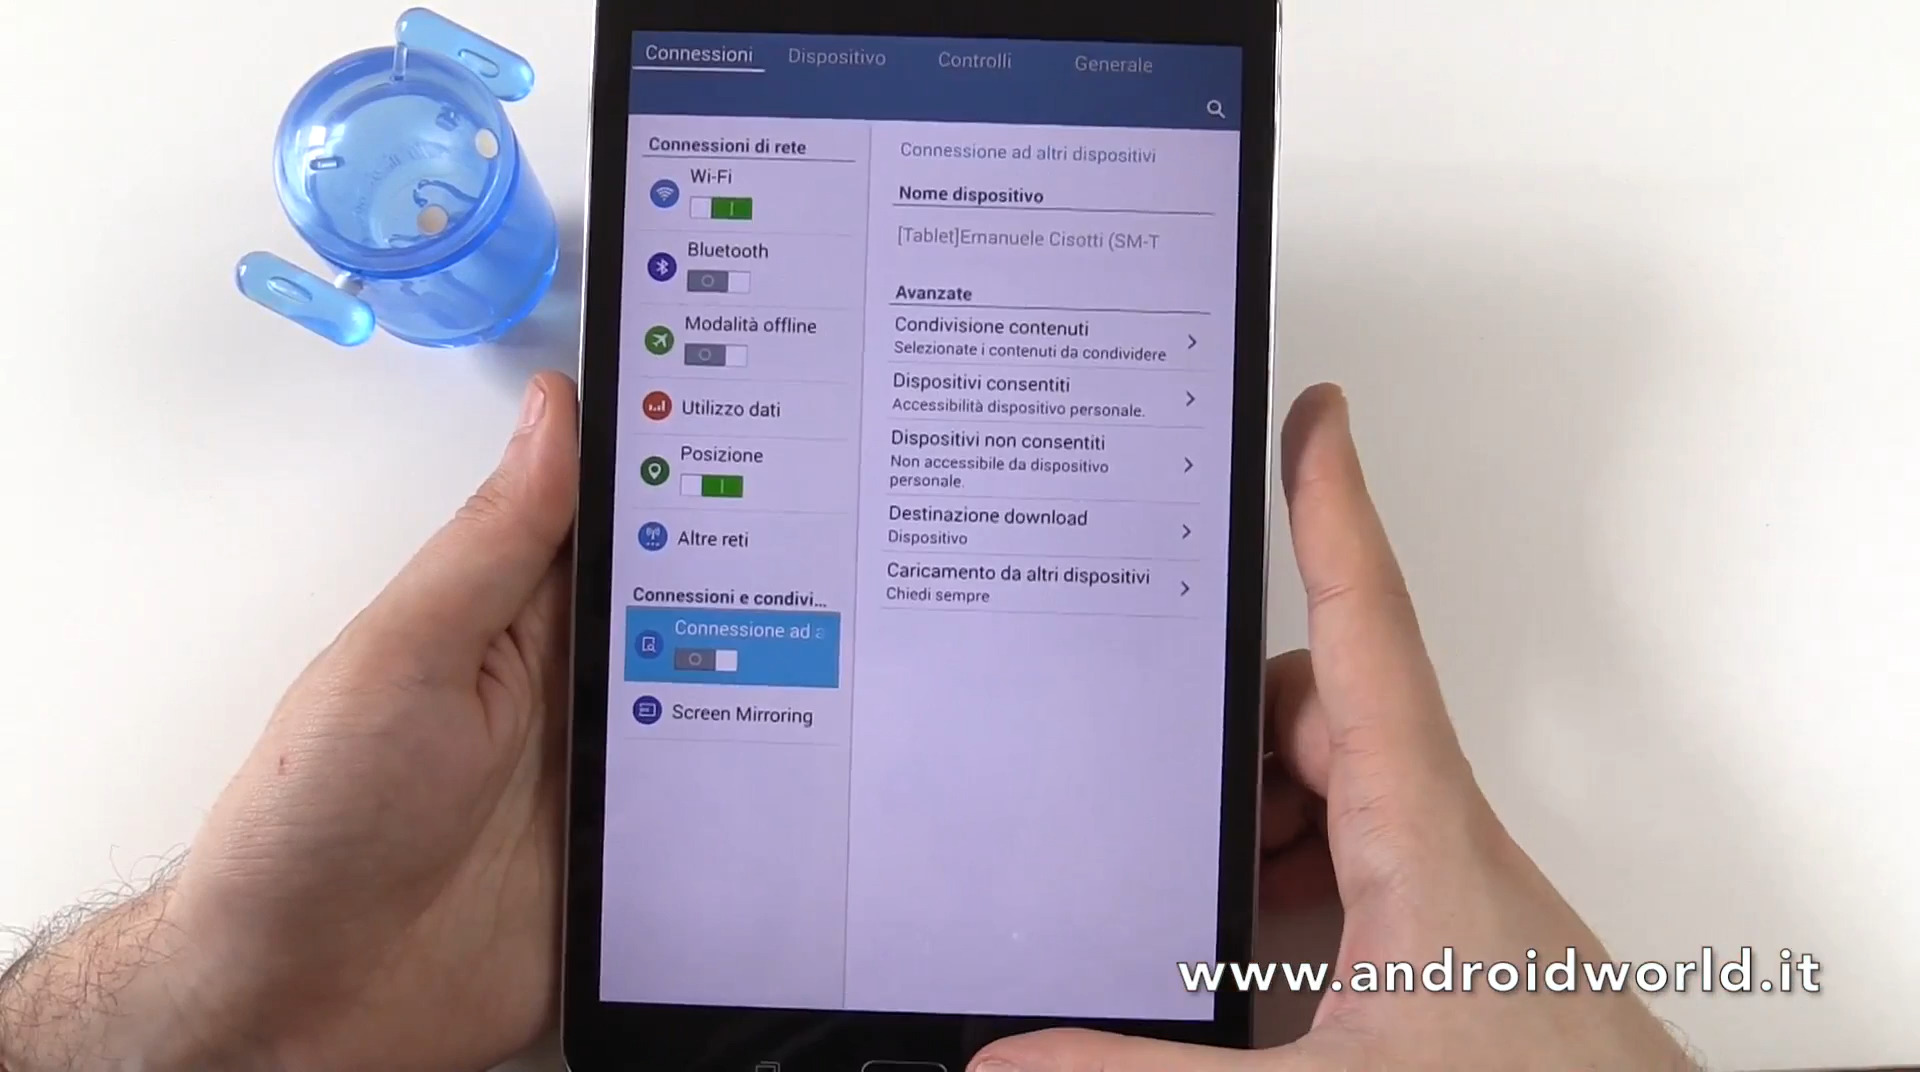 Connessioni Dispositivo Controlli Generale
Connessioni di rete
Wi-Fi
Bluetooth
Modalità offline
Utilizzo dati
Posizione
Altre reti
Connessioni e condivi...
Connessione ad a
Screen Mirroring
Connessione ad altri dispositivi
Nome dispositivo
[Tablet]Emanuele Cisotti (SM-T
Avanzate
Condivisione contenuti
Selezionate i contenuti da condividere
Dispositivi consentiti
Accessibilità dispositivo personale.
Dispositivi non consentiti
Non accessibile da dispositivo
personale.
Destinazione download
Dispositivo
Caricamento da altri dispositivi
Chiedi sempre
www.androidworld.it